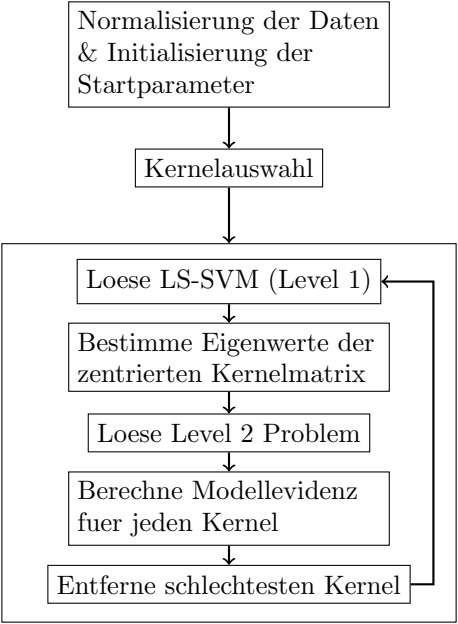 Normalisierung der Daten
& Initialisierung der
Startparameter
Kernelauswahl
Loese LS-SVM (Level 1)
Bestimme Eigenwerte der
zentrierten Kernelmatrix
Loese Level 2 Problem
Berechne Modellevidenz
fuer jeden Kernel
Entferne schlechtesten Kernel